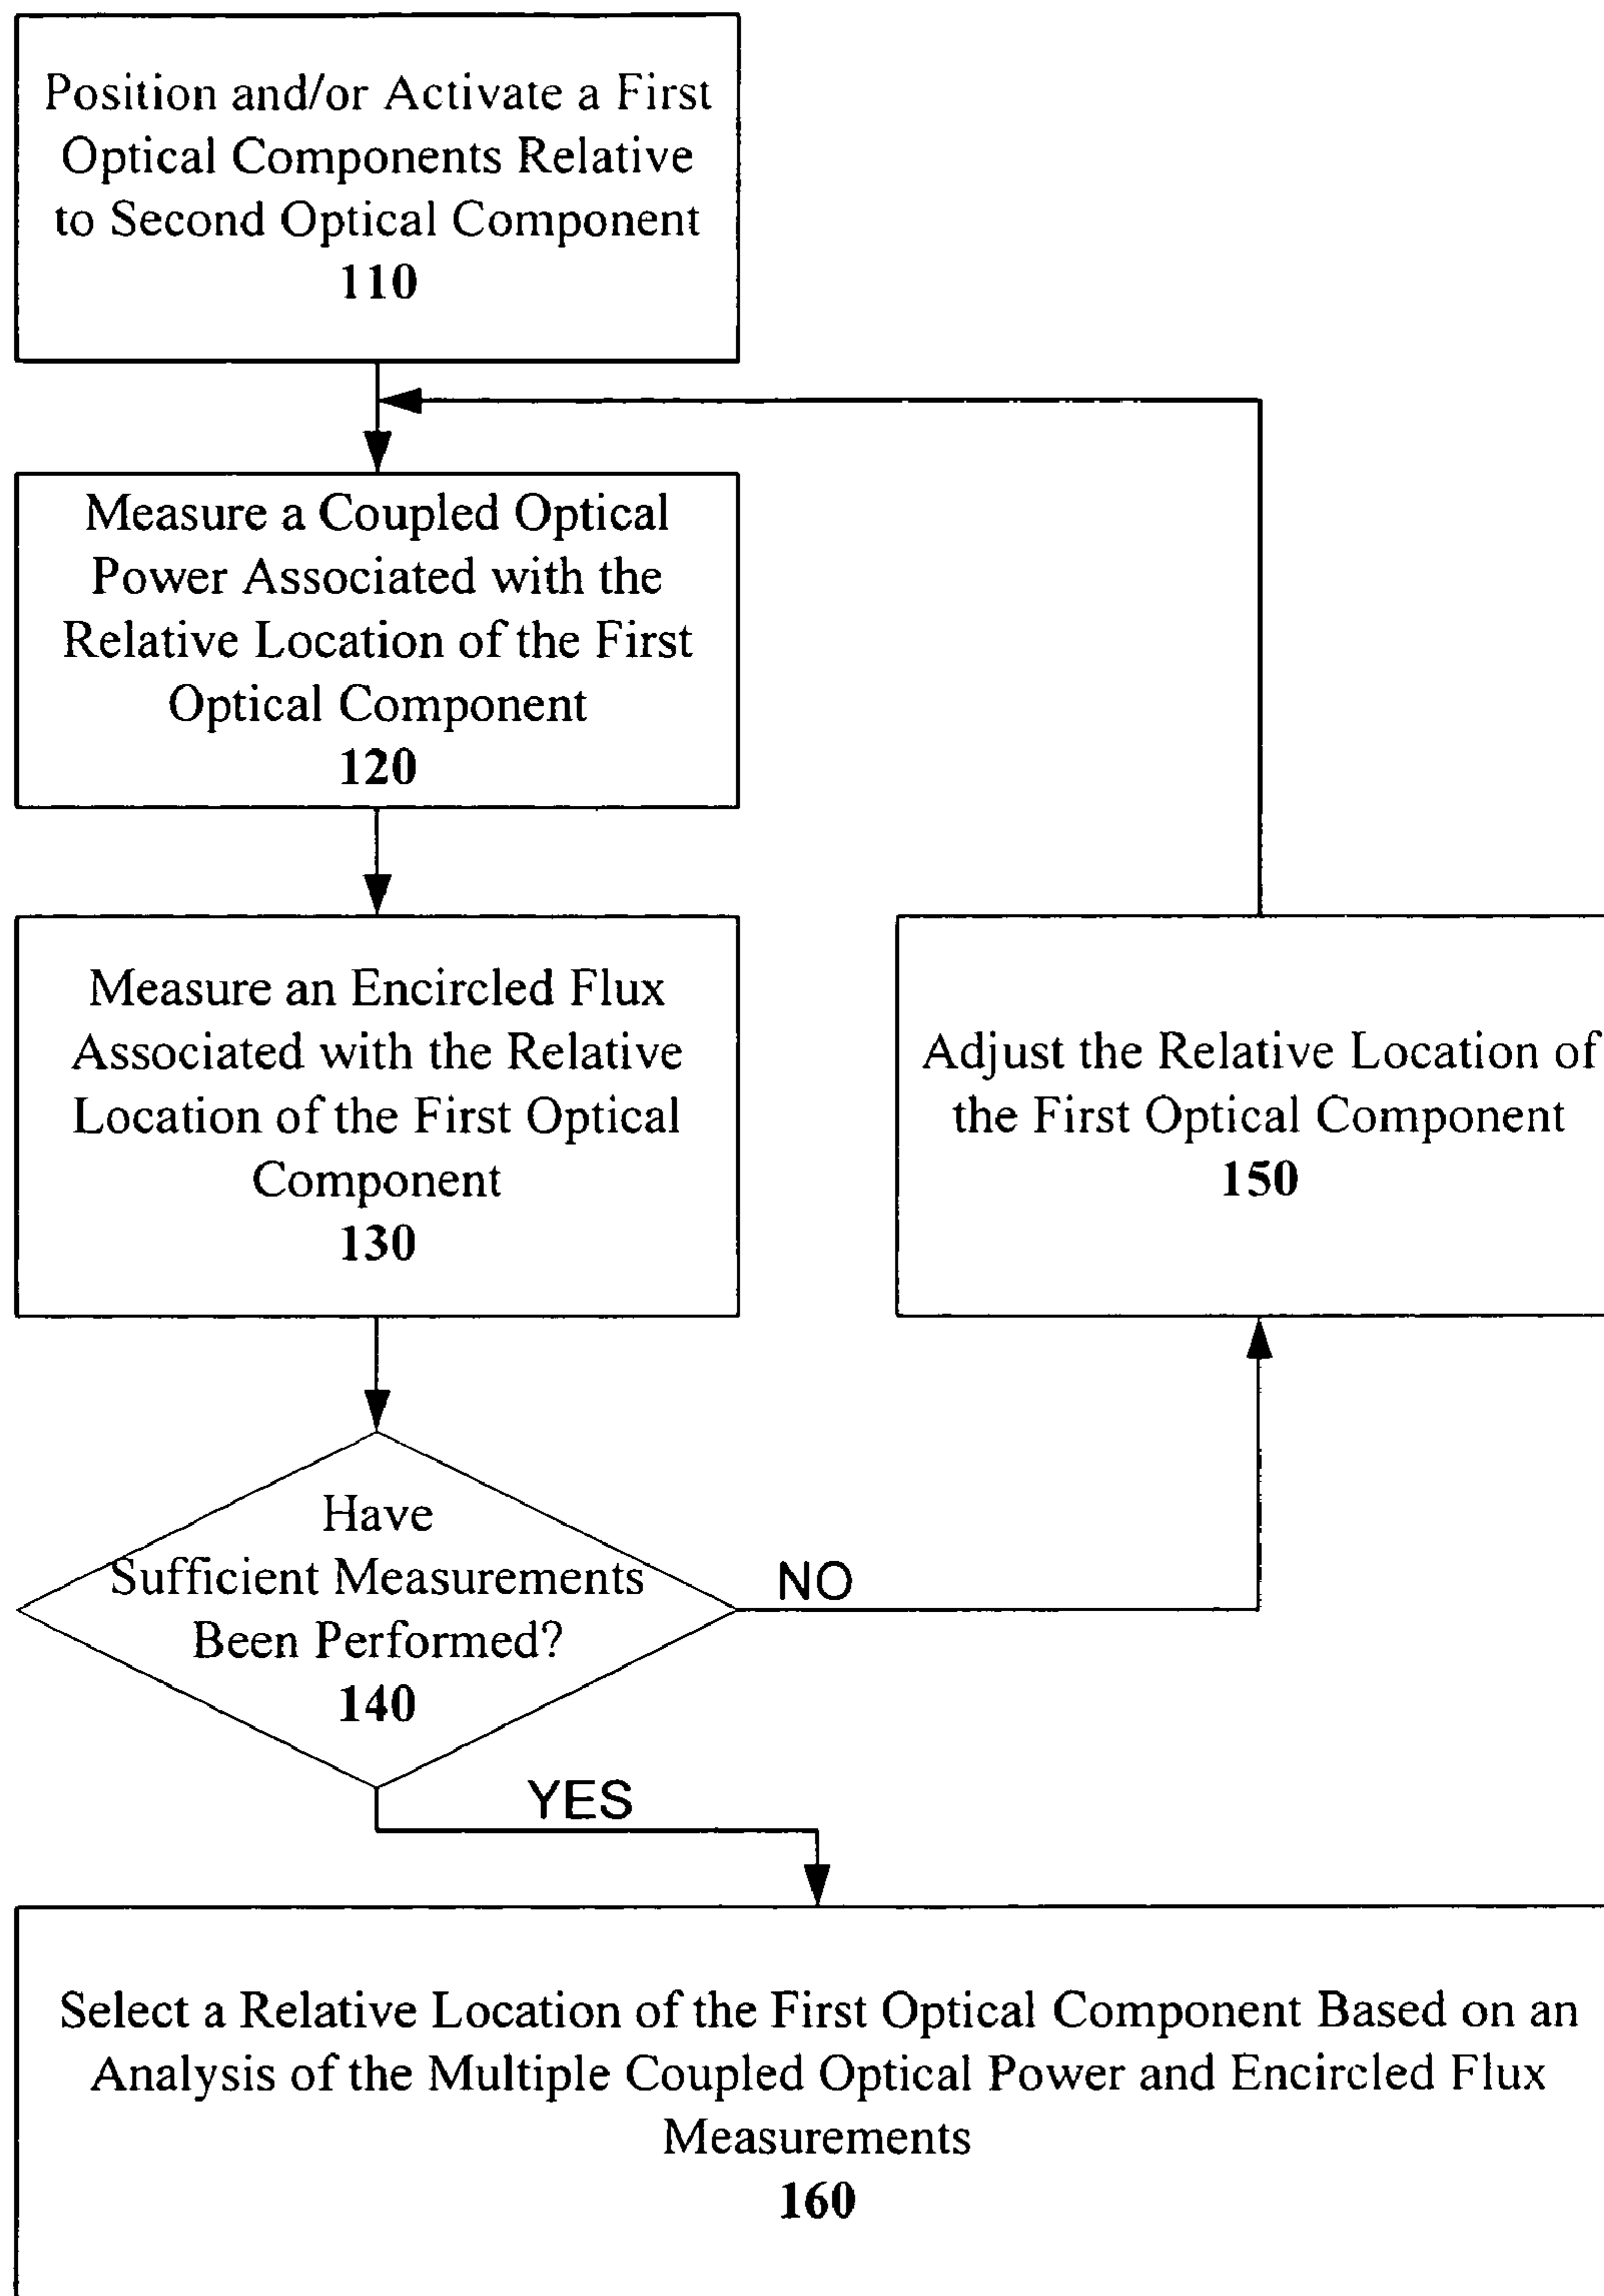 Position and/or Activate a First
Optical Components Relative
to Second Optical Component
110
Measure a Coupled Optical
Power Associated with the
Relative Location of the First
Optical Component
120
Measure an Encircled Flux
Associated with the Relative
Location of the First Optical
Component
130
Adjust the Relative Location of
the First Optical Component
150
Have
Sufficient Measurements
Been Performed?
140
NO
YES
Select a Relative Location of the First Optical Component Based on an
Analysis of the Multiple Coupled Optical Power and Encircled Flux
Measurements
160